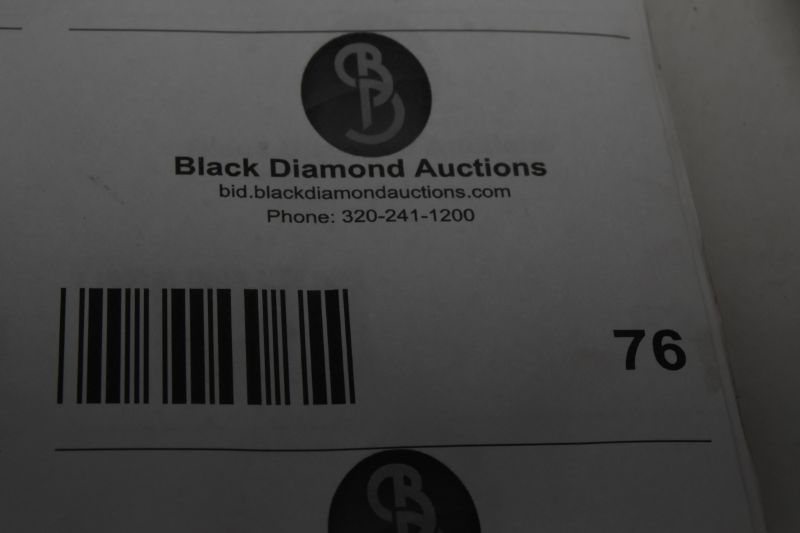 Black Diamond Auctions
bid.blackdiamondauctions.com
Phone: 320-241-1200
76